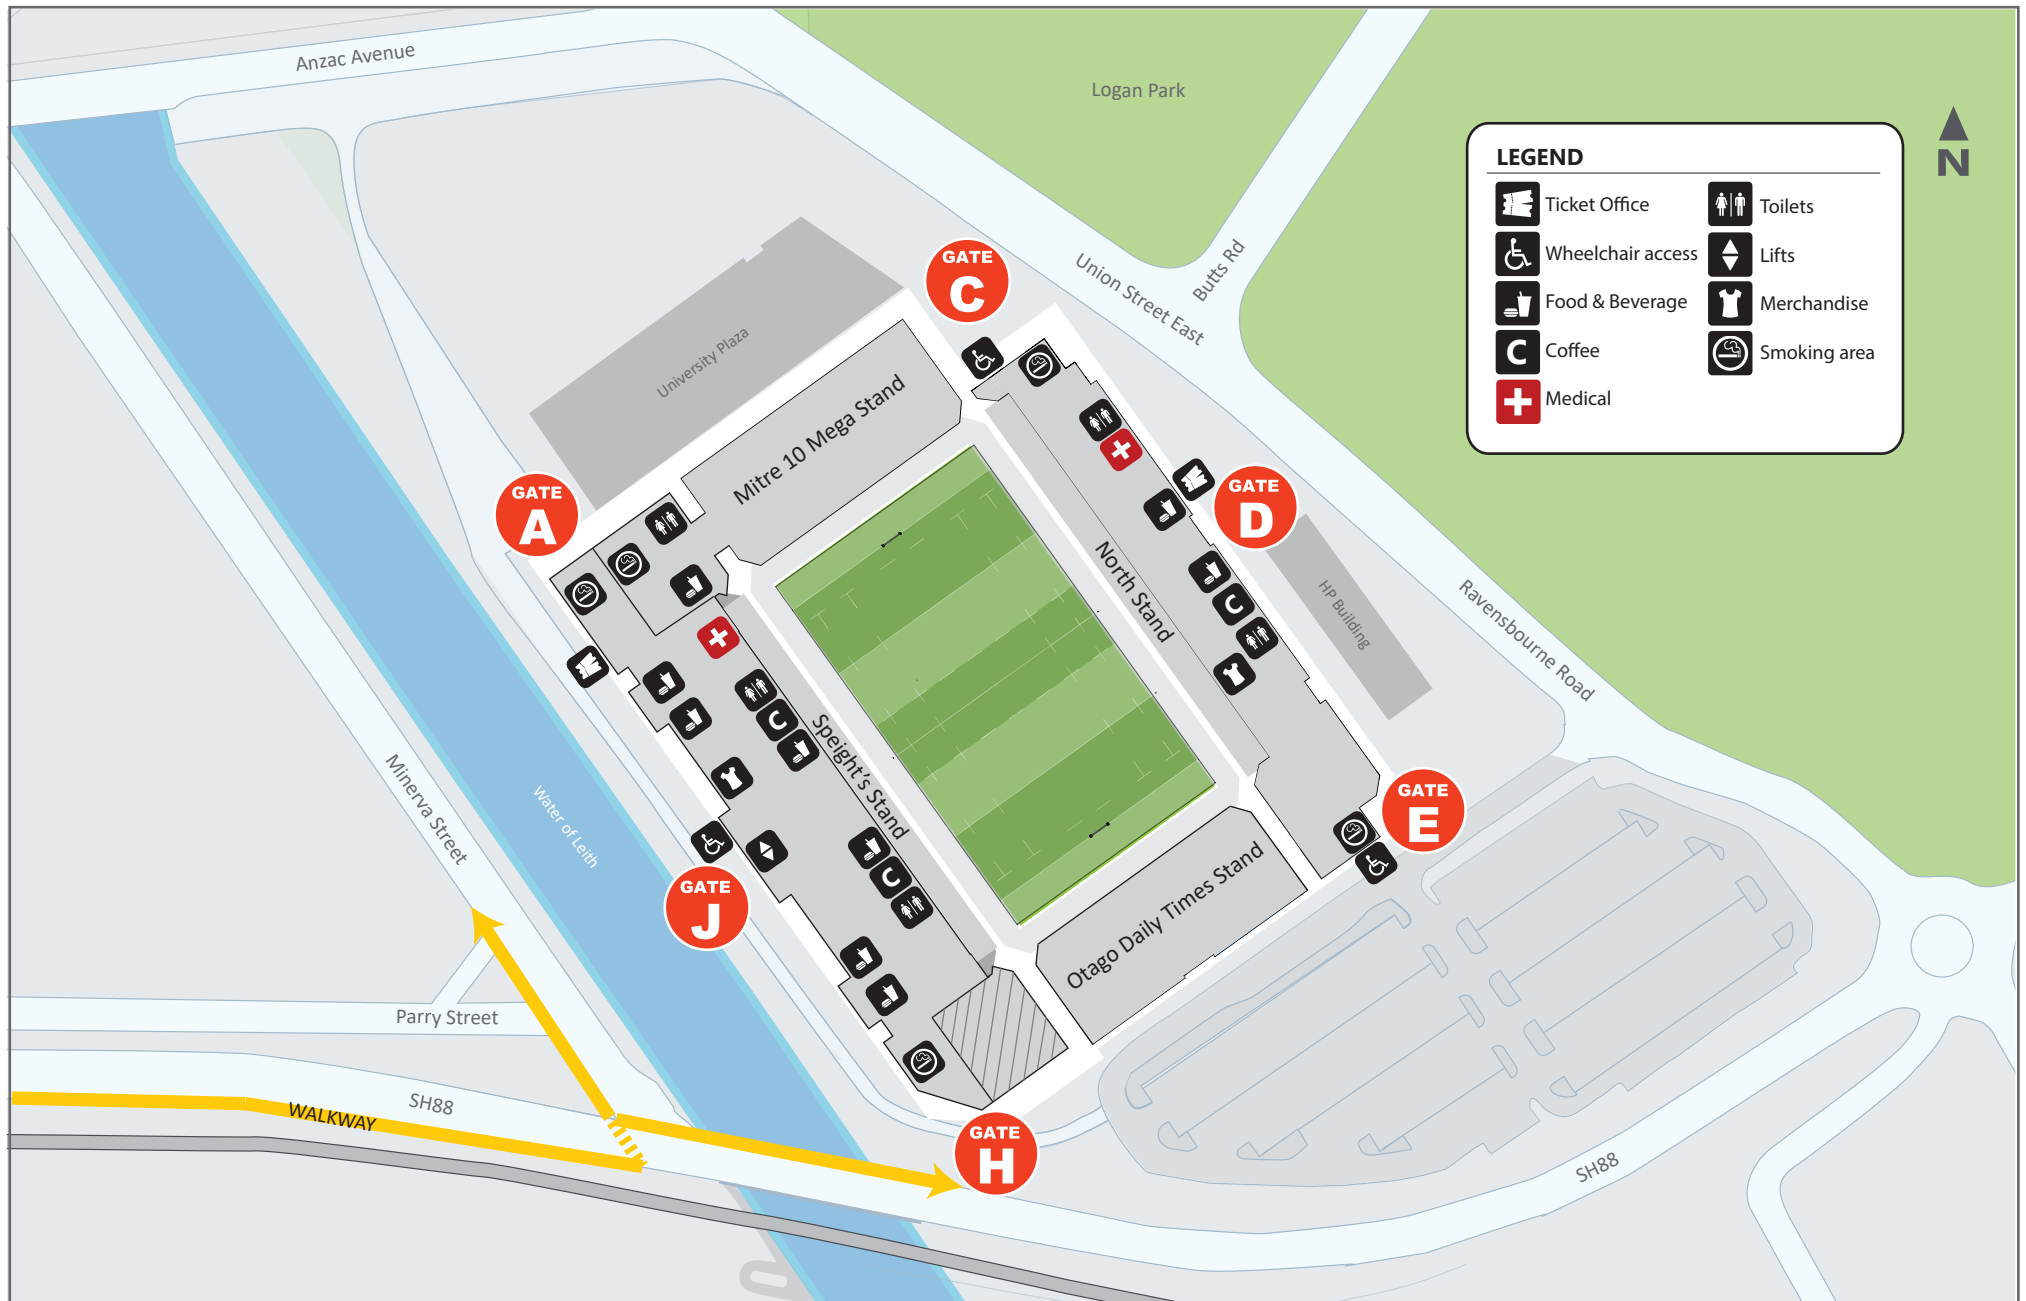 Anzac Avenue
Logan Park
LEGEND
Ticket Office
Toilets
Wheelchair access
Lifts
Food & Beverage
Merchandise
C
Coffee
Smoking area
Medical
N
Union Street East
Butts Rd
GATE
C
University Plaza
Mitre 10 Mega Stand
GATE
A
GATE
D
North Stand
C
HP Building
Ravensbourne Road
C
Speight's Stand
C
Minerva Street
Water of Leith
GATE
J
GATE
E
Otago Daily Times Stand
Parry Street
SH88
WALKWAY
GATE
H
SH88